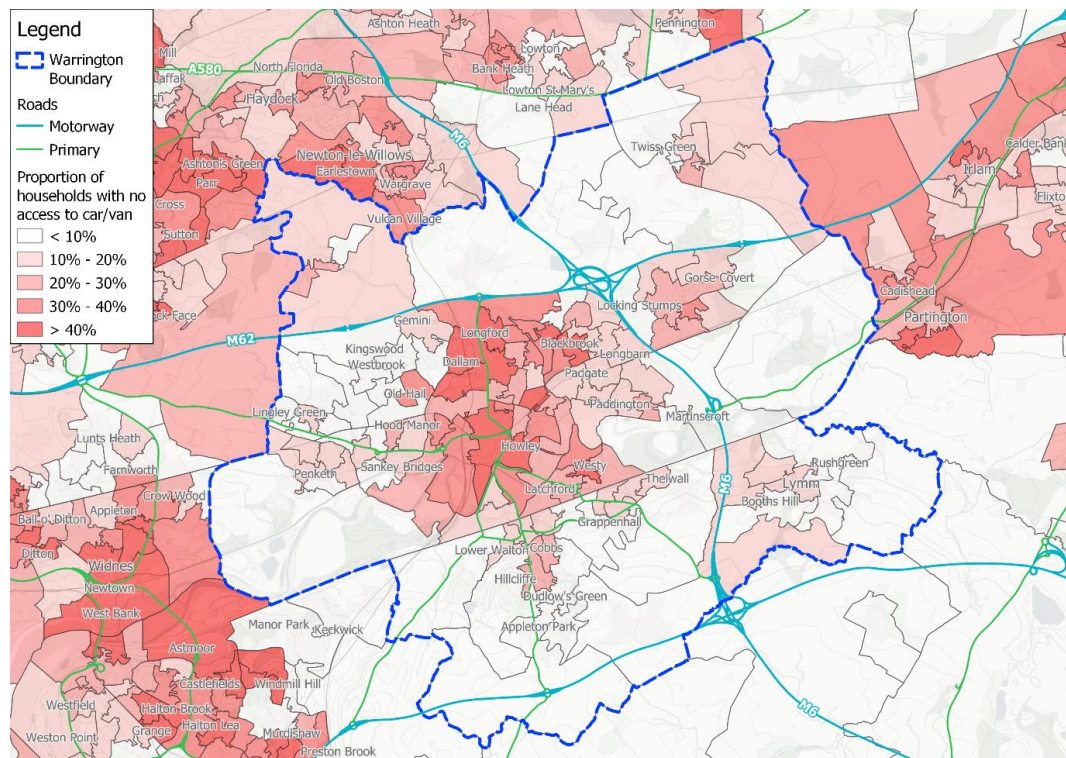 Legend
Warrington
Boundary
Roads
Motorway
Primary
Proportion of
households with no
access to car/van
< 10%
10% - 20%
20% - 30%
30% - 40%
> 40%
Ashton Heath
Pennington
Mill
Laffak
A580
North Florida
Old Boston
Lowton
Bank Heath
Lowton St Mary's
Lane Head
Haydock
M6
Twiss Green
Calder Bank
Ashton's Green
Parr
Newton-le-Willows
Earlestown
Wargrave
Irlam
Flixto
Cross
Sutton
Vulcan Village
Gorse Covert
Cadishead
Partington
Locking Stumps
Gemini
Longford
M62
Kingswood
Westbrook
Dallam
Blackbrook
Longbarn
Padgate
Old Hall
Paddington
Martinscroft
Lingley Green
Hood Manor
Howley
Lunts Heath
Farnworth
Penketh
Sankey Bridges
Westy
Thelwall
Rushgreen
Lymm
M6
Booths Hill
Crow Wood
Appleton
Latchford
Grappenhall
Ball o' Ditton
Ditton
Widnes
Lower Walton
Cobbs
Newtown
Hillcliffe
West Bank
Dudlow's Green
Appleton Park
Manor Park
Keckwick
Astmoor
Castlefields
Windmill Hill
Westfield
Halton Brook
Weston Point
Grange
Halton Lea
Murdishaw
Preston Brook
M6